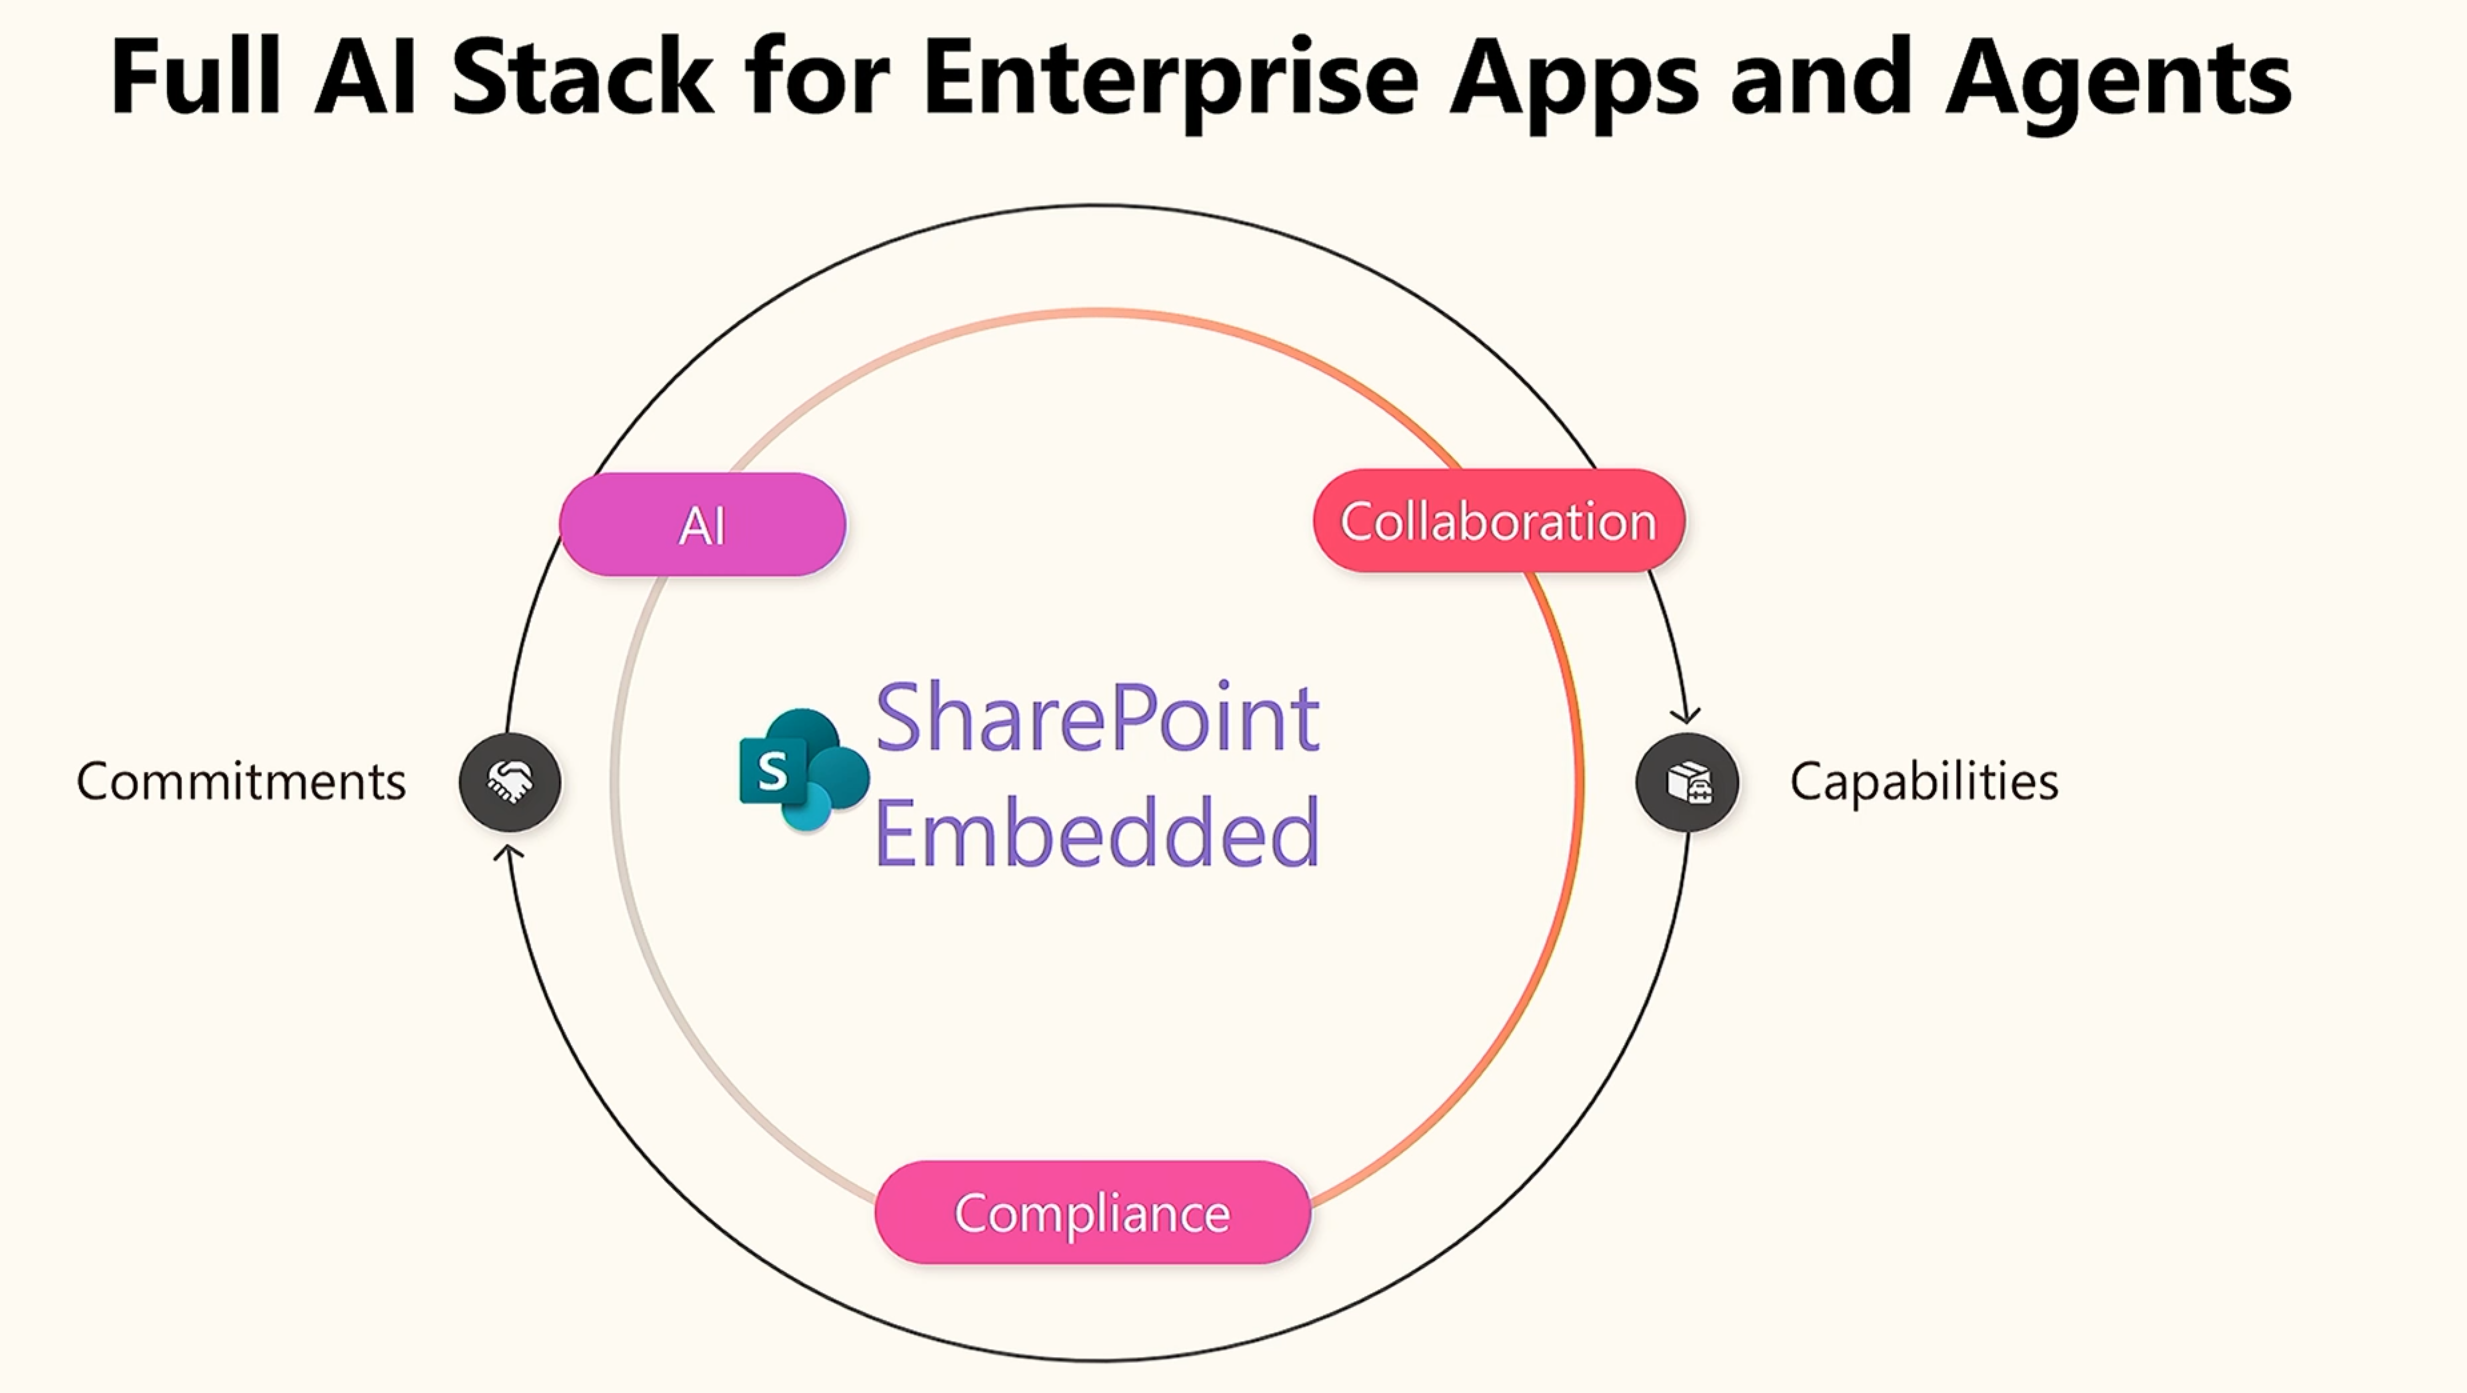 Full AI Stack for Enterprise Apps and Agents
AI
Collaboration
S
SharePoint
Embedded
Commitments
Capabilities
Compliance